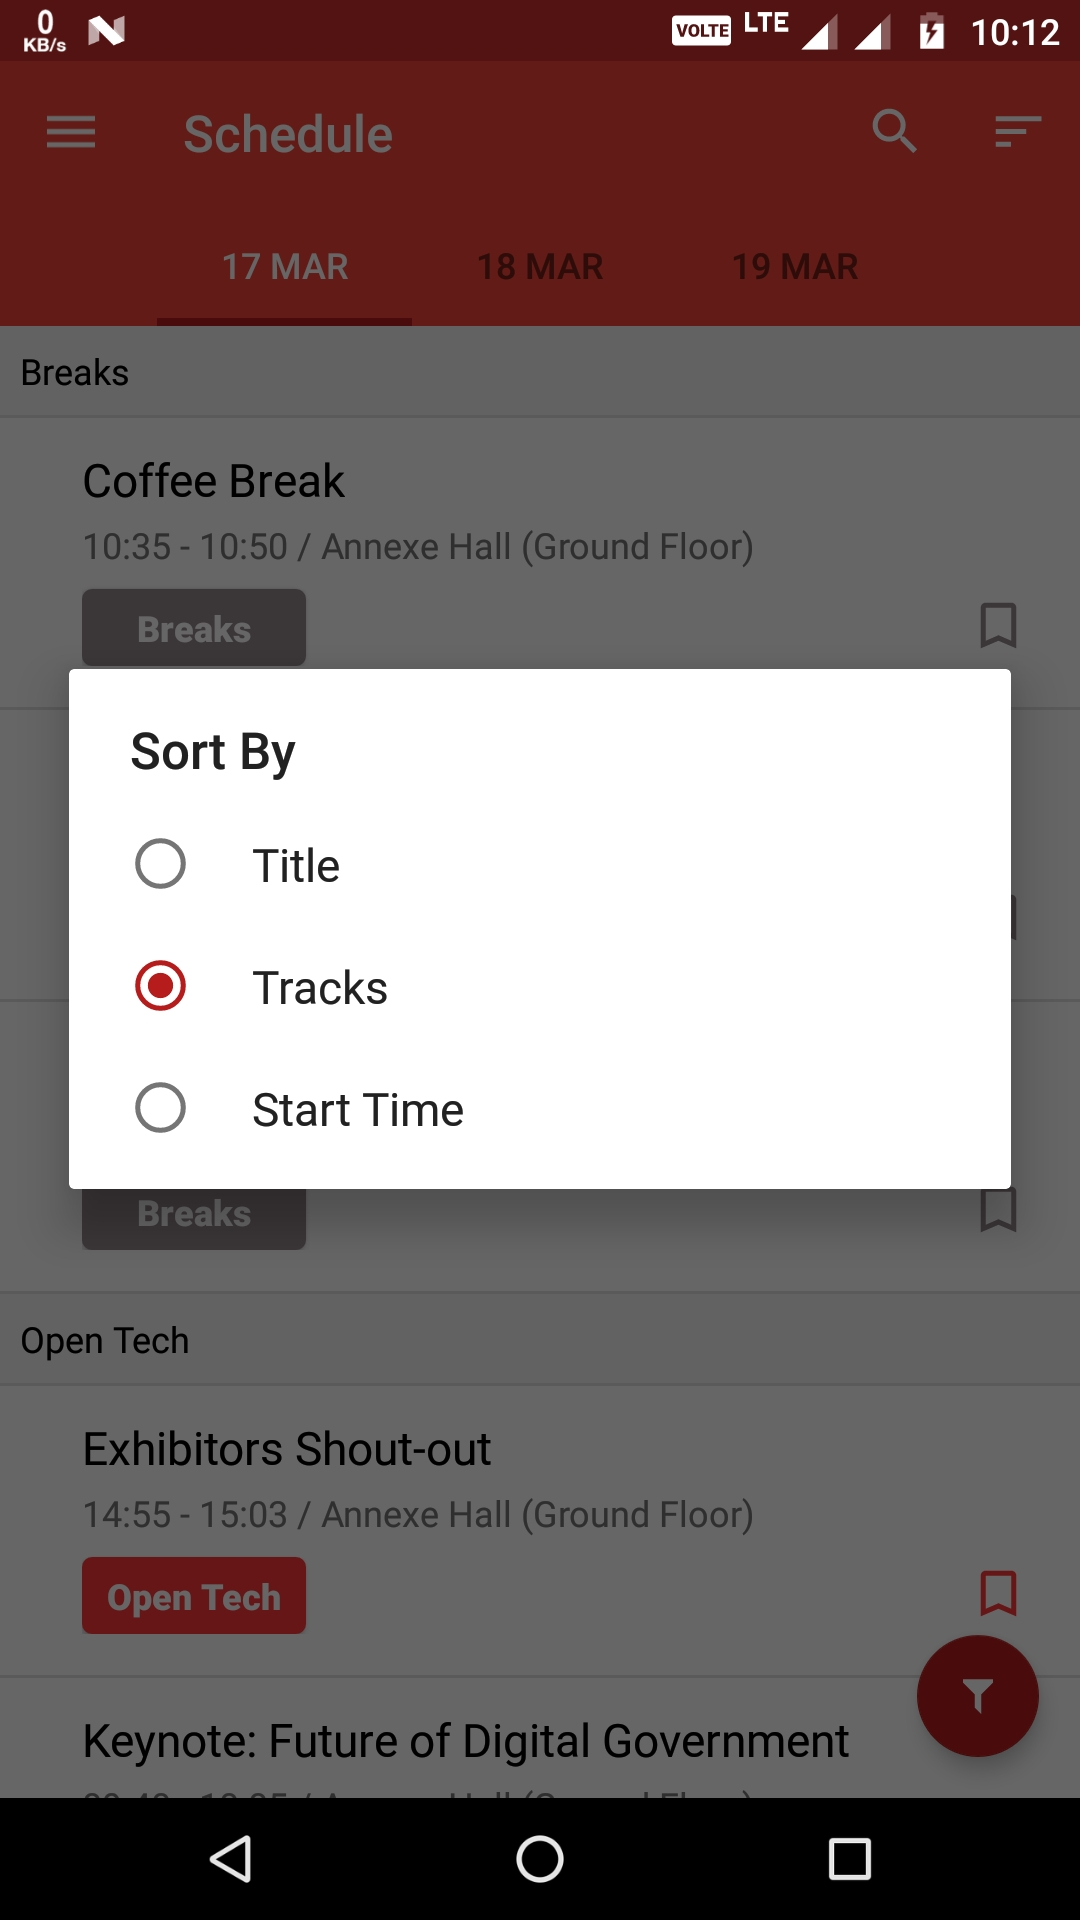 0
KB/s
VOLTE LTE 10:12
Schedule
17 MAR 18 MAR 19 MAR
Breaks
Coffee Break
10:35 - 10:50 / Annexe Hall (Ground Floor)
Breaks
Sort By
Title
Tracks
Start Time
Breaks
Open Tech
Exhibitors Shout-out
14:55 - 15:03 / Annexe Hall (Ground Floor)
Open Tech
Keynote: Future of Digital Government